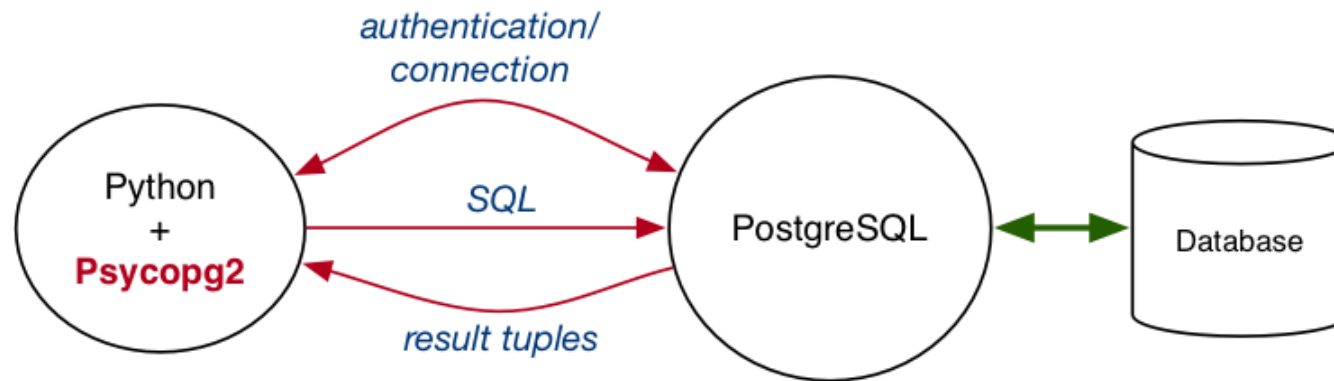 authentication/
connection
Python
+
Psycopg2
SQL
PostgreSQL
Database
result tuples